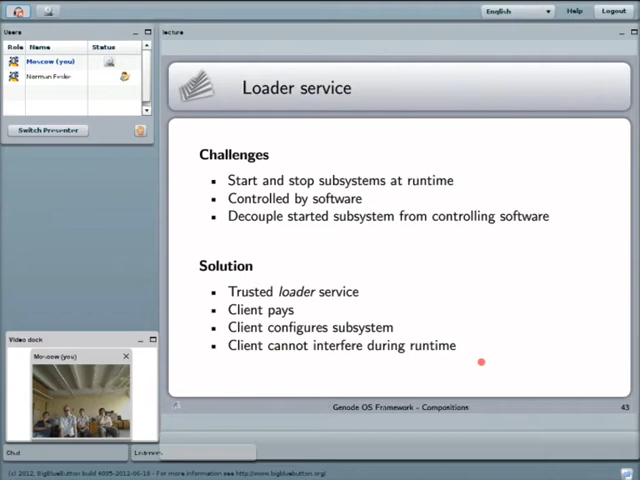 English
Help
Logout
Users
lecture
Role Name Status
Moscow (you)
Norman Feske
Switch Presenter
Loader service
Challenges
Start and stop subsystems at runtime
Controlled by software
Decouple started subsystem from controlling software
Solution
Trusted loader service
Client pays
Client configures subsystem
Client cannot interfere during runtime
Genode OS Framework - Compositions 43
Video dock
Moscow (you)
Chat
Listeners
(c) 2012, BigBlueButton build 4095-2012-06-18 - For more information see http://www.bigbluebutton.org/